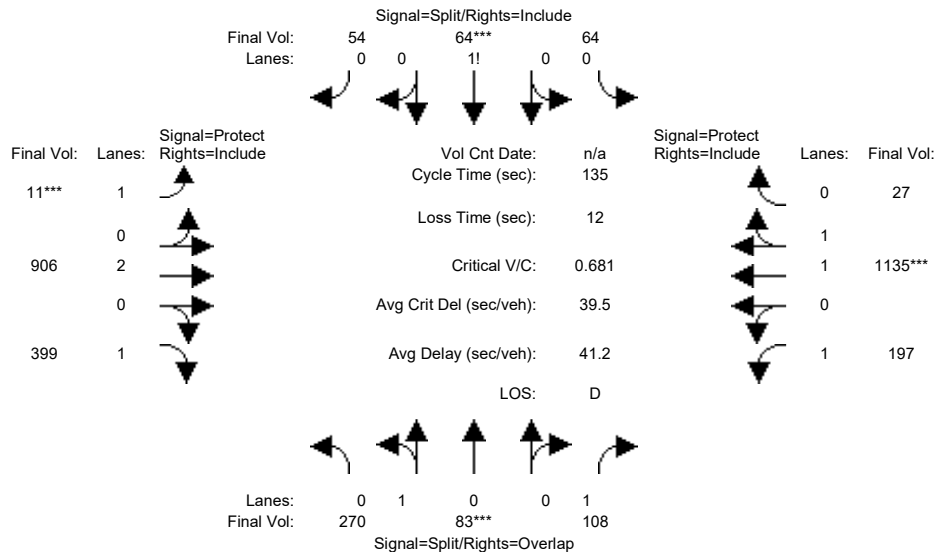 Signal=Split/Rights=Include
Final Vol: 54 64*** 64
Lanes: 0 0 1! 0 0
Signal=Protect Signal=Protect
Final Vol: Lanes: Rights=Include Vol Cnt Date: n/a Rights=Include Lanes: Final Vol:
Cycle Time (sec): 135
11*** 1 0 27
Loss Time (sec): 12
0 1
906 2 Critical V/C: 0.681 1 1135***
0 Avg Crit Del (sec/veh): 39.5 0
399 1 Avg Delay (sec/veh): 41.2 1 197
LOS: D
Lanes: 0 1 0 0 1
Final Vol: 270 83*** 108
Signal=Split/Rights=Overlap